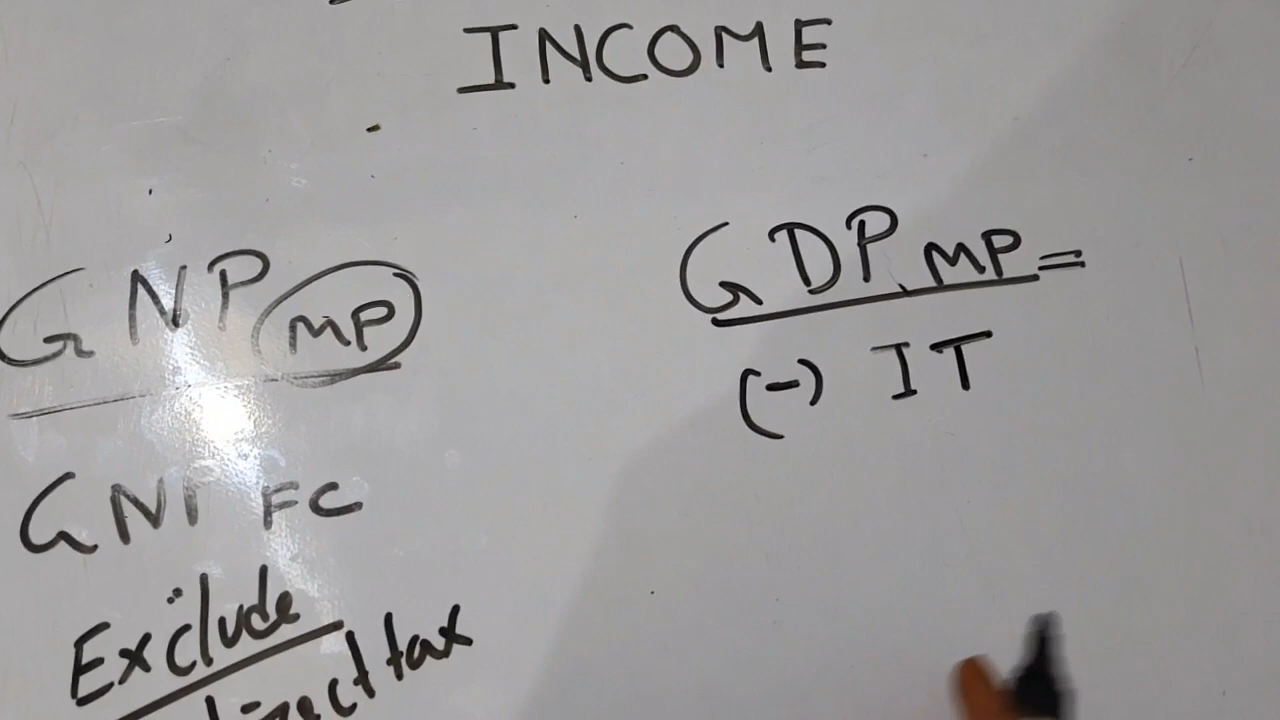 INCOME
GNP MP
GDP MP =
(-) IT
GNP FC
Exclude
tax